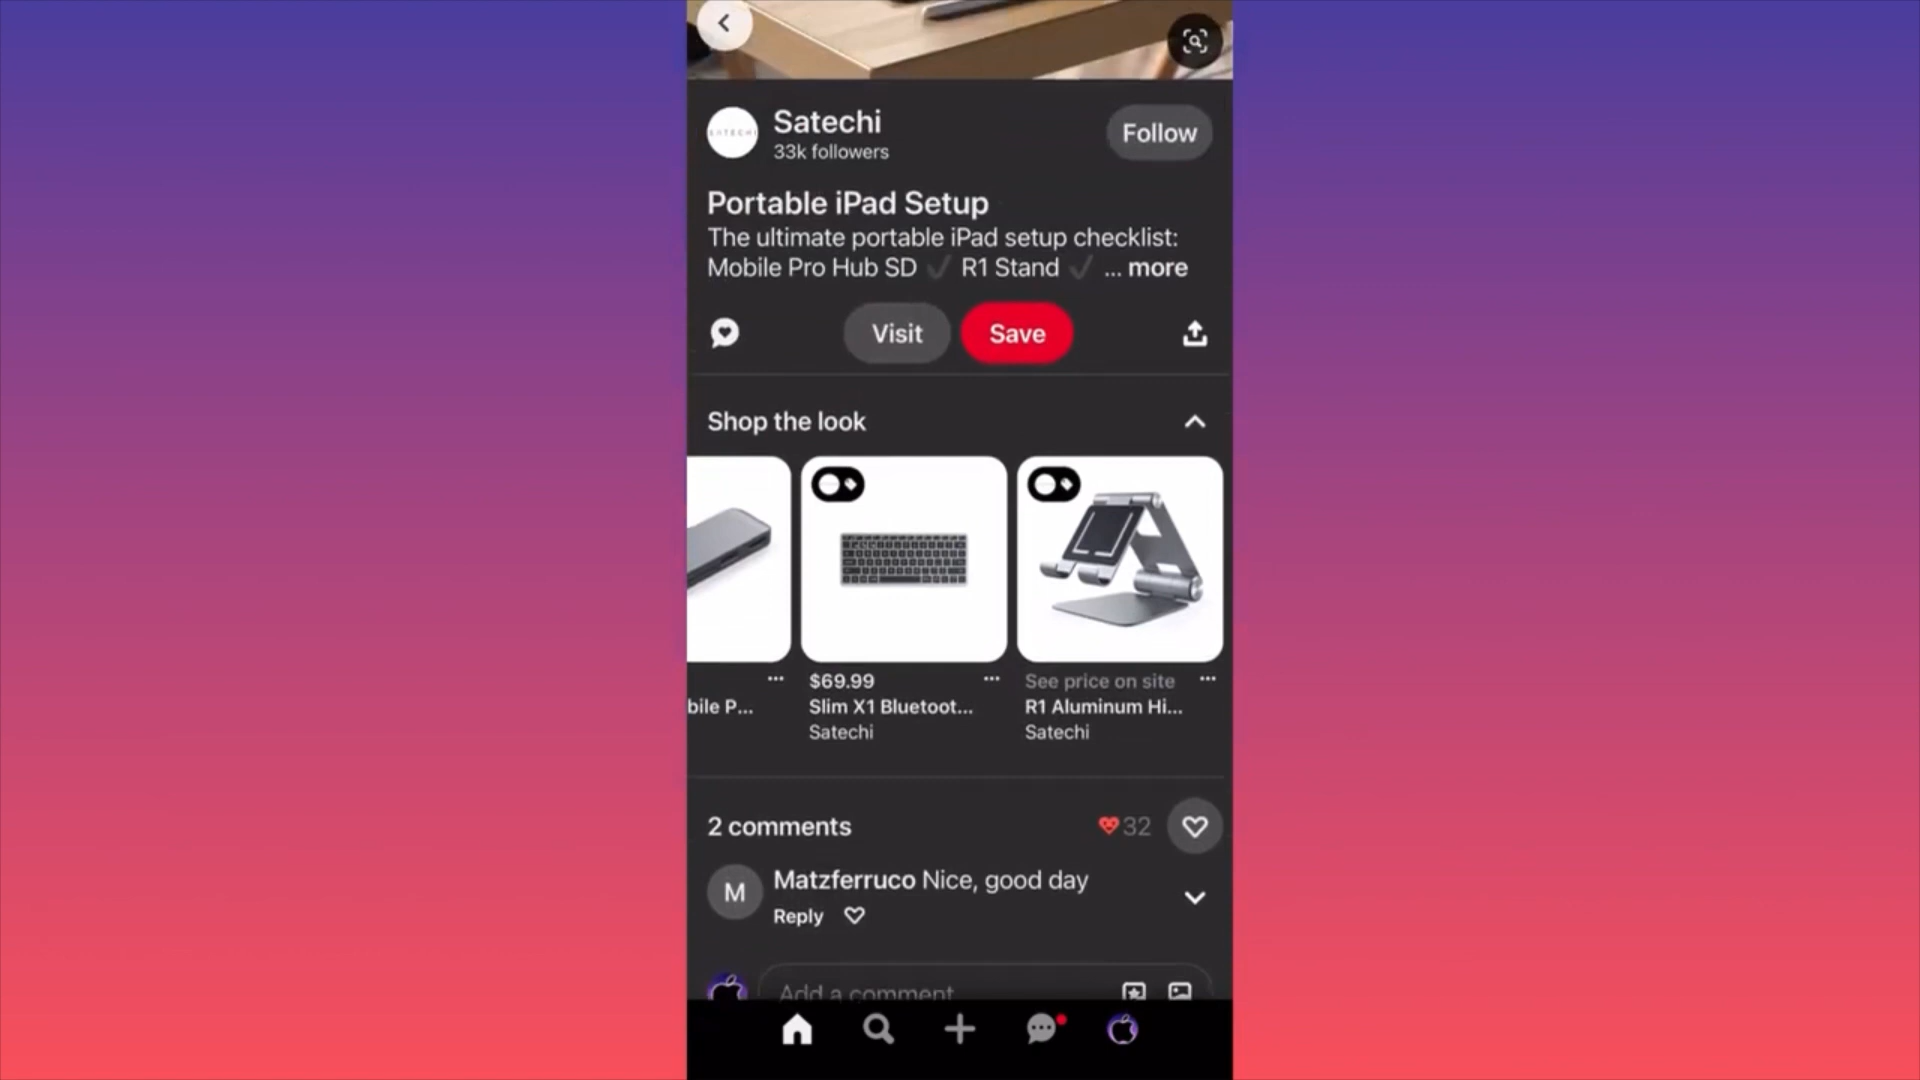 SATECHI
Satechi
33k followers
Follow
Portable iPad Setup
The ultimate portable iPad setup checklist:
Mobile Pro Hub SD ✓ R1 Stand ✓ ... more
Visit
Save
Shop the look
bile P...
$69.99
Slim X1 Bluetoot...
Satechi
See price on site
R1 Aluminum Hi...
Satechi
2 comments
32
M
Matzferruco Nice, good day
Reply
Add a comment